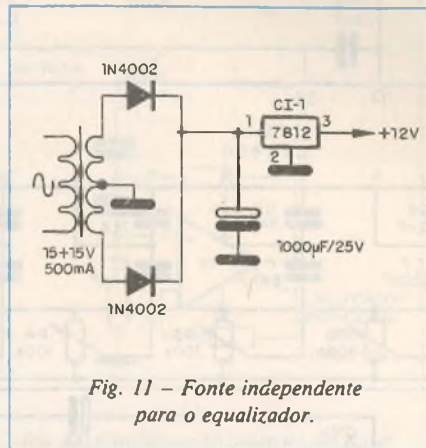 1N4002
CI-1
1
7812
3
+12V
2
15+15V
500mA
1000µF/25V
1N4002
Fig. 11 – Fonte independente
para o equalizador.